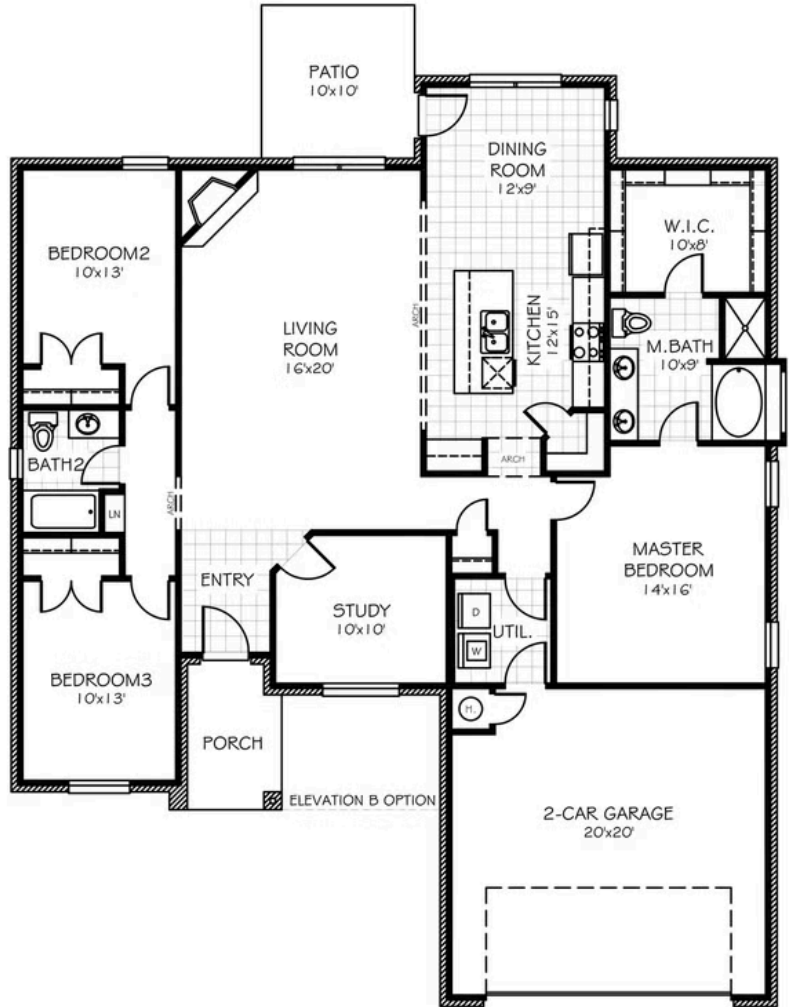 PATIO
10'x10'
DINING
ROOM
12'x9'
W.I.C.
10'x8'
BEDROOM2
10'x13'
LIVING
ROOM
16'x20'
ARCH
KITCHEN
12'x15'
M.BATH
10'x9'
BATH2
LN
ARCH
ARCH
ENTRY
STUDY
10'x10'
MASTER
BEDROOM
14'x16'
D
W
UTIL.
BEDROOM3
10'x13'
PORCH
H.
ELEVATION B OPTION
2-CAR GARAGE
20'x20'